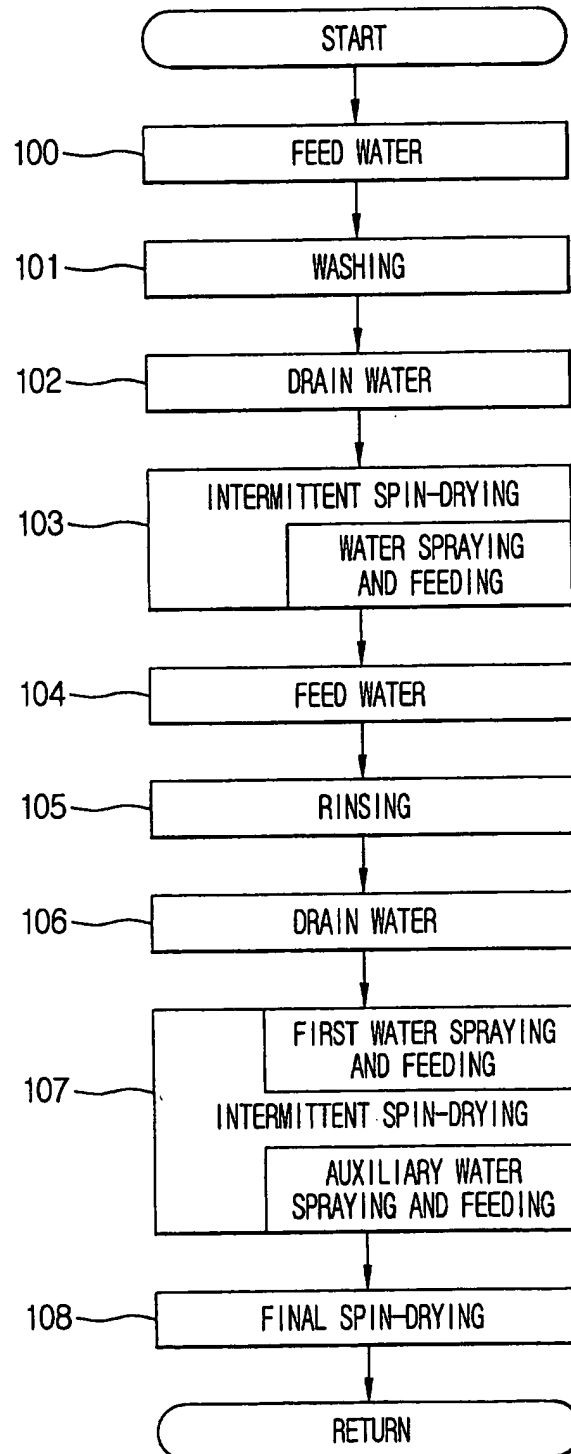 START
100
FEED WATER
101
WASHING
102
DRAIN WATER
103
INTERMITTENT SPIN-DRYING
WATER SPRAYING
AND FEEDING
104
FEED WATER
105
RINSING
106
DRAIN WATER
107
FIRST WATER SPRAYING
AND FEEDING
INTERMITTENT SPIN-DRYING
AUXILIARY WATER
SPRAYING AND FEEDING
108
FINAL SPIN-DRYING
RETURN